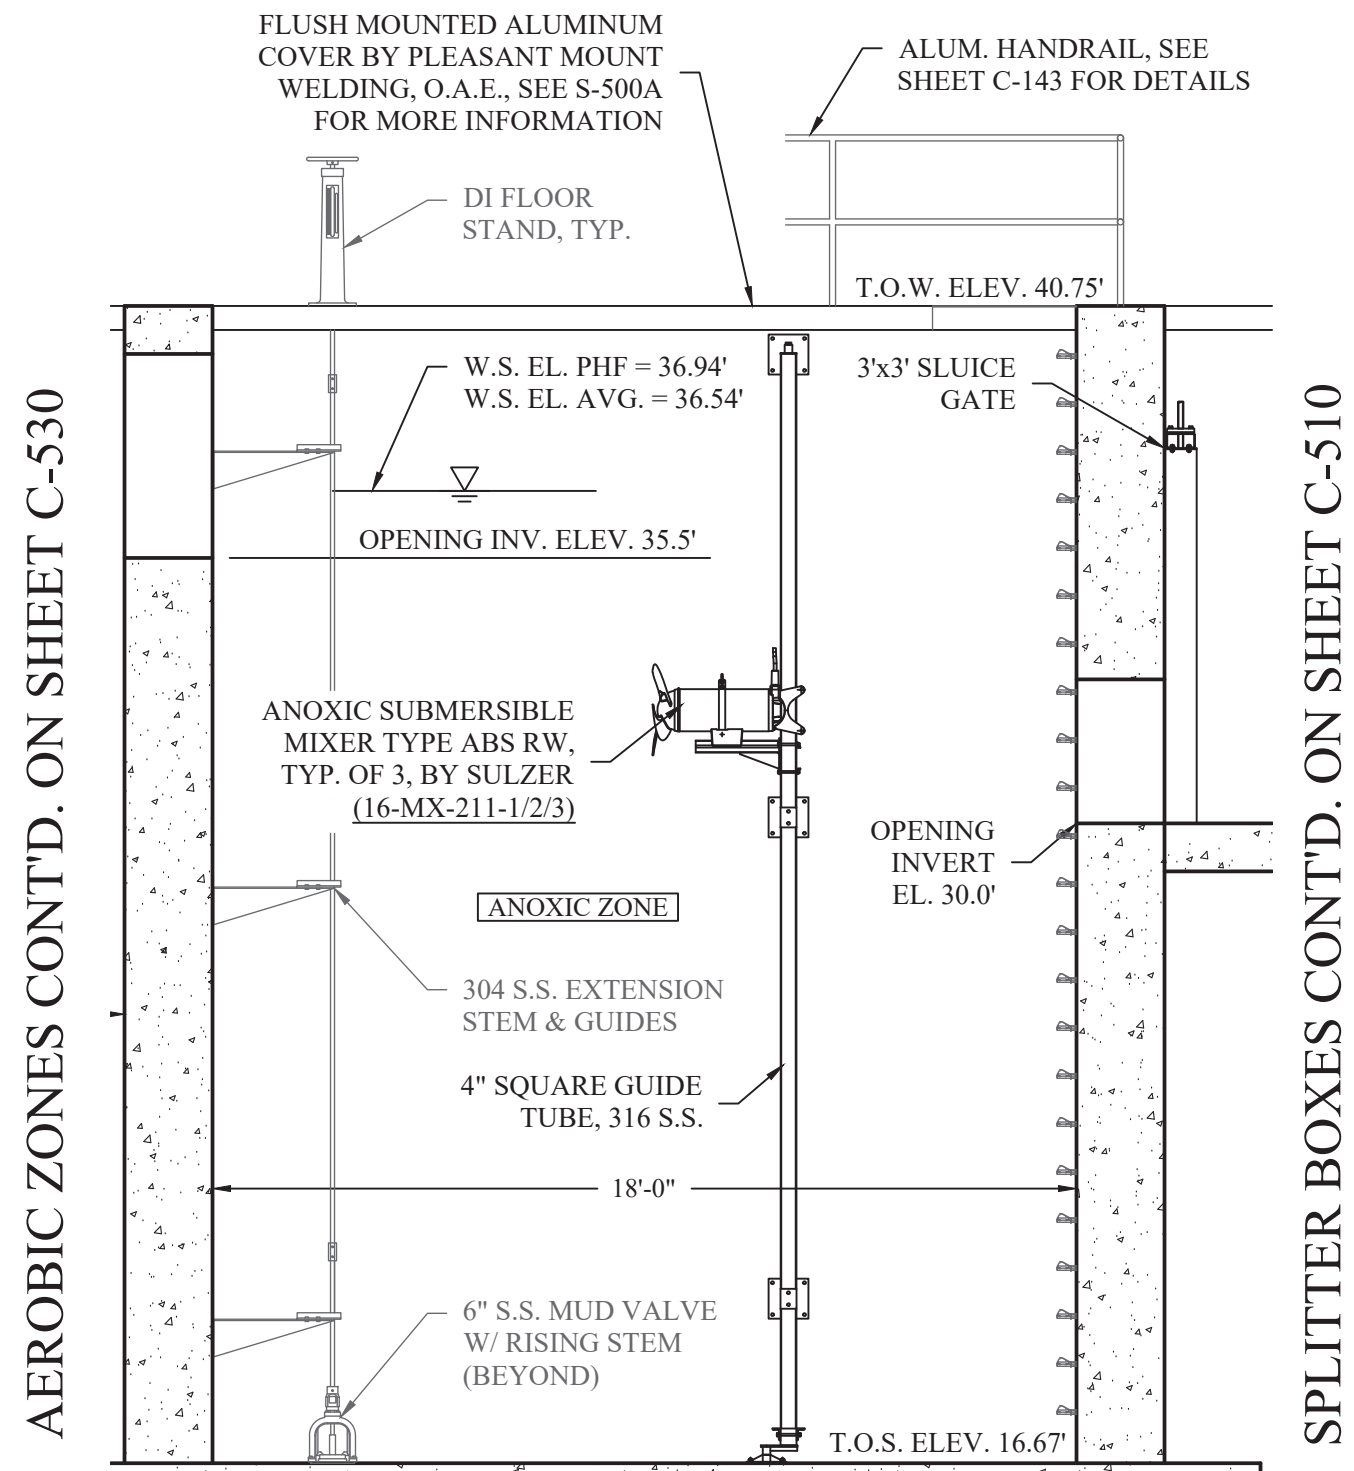 FLUSH MOUNTED ALUMINUM
COVER BY PLEASANT MOUNT
WELDING, O.A.E., SEE S-500A
FOR MORE INFORMATION
ALUM. HANDRAIL, SEE
SHEET C-143 FOR DETAILS
DI FLOOR
STAND, TYP.
T.O.W. ELEV. 40.75'
W.S. EL. PHF = 36.94'
W.S. EL. AVG. = 36.54'
3'x3' SLUICE
GATE
OPENING INV. ELEV. 35.5'
ANOXIC SUBMERSIBLE
MIXER TYPE ABS RW,
TYP. OF 3, BY SULZER
(16-MX-211-1/2/3)
OPENING
INVERT
EL. 30.0'
ANOXIC ZONE
304 S.S. EXTENSION
STEM & GUIDES
4" SQUARE GUIDE
TUBE, 316 S.S.
18'-0"
6" S.S. MUD VALVE
W/ RISING STEM
(BEYOND)
T.O.S. ELEV. 16.67'
AEROBIC ZONES CONT'D. ON SHEET C-530
SPLITTER BOXES CONT'D. ON SHEET C-510